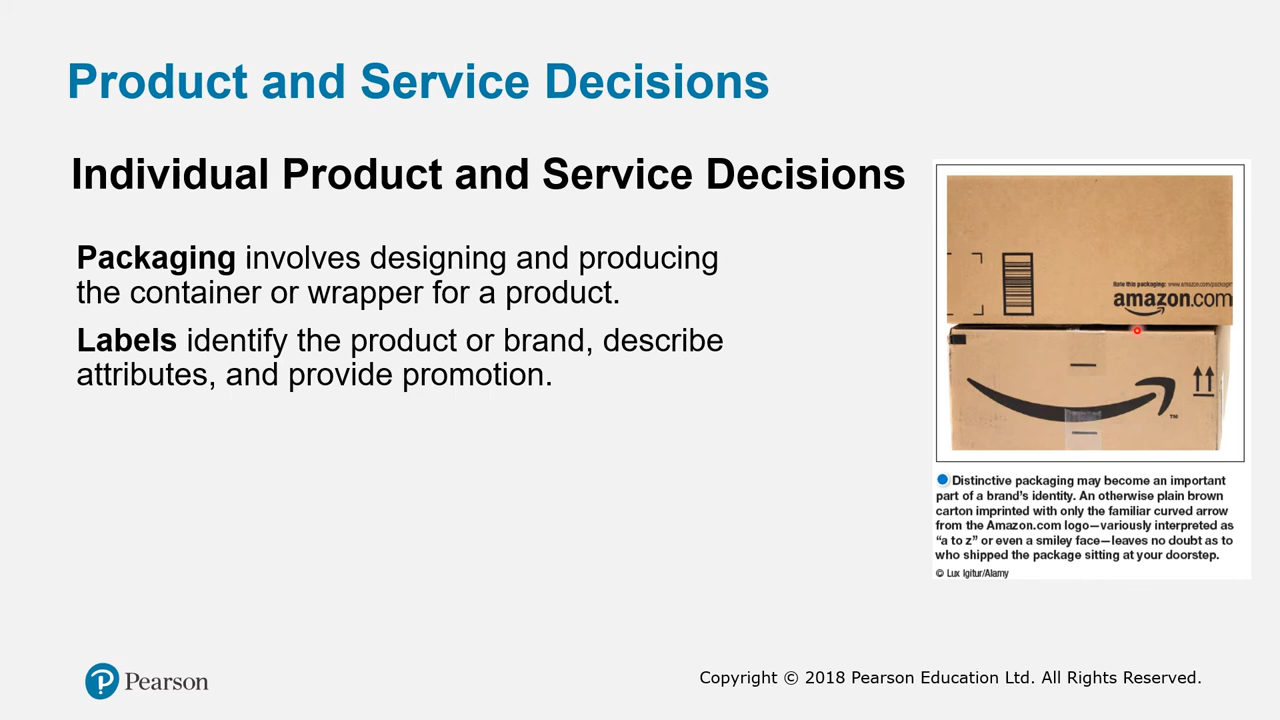 Product and Service Decisions
Individual Product and Service Decisions
Packaging involves designing and producing
the container or wrapper for a product.
Labels identify the product or brand, describe
attributes, and provide promotion.
amazon.com
TM
Distinctive packaging may become an important
part of a brand's identity. An otherwise plain brown
carton imprinted with only the familiar curved arrow
from the Amazon.com logo—variously interpreted as
“a to z” or even a smiley face—leaves no doubt as to
who shipped the package sitting at your doorstep.
© Lux Igitur/Alamy
Pearson
Copyright © 2018 Pearson Education Ltd. All Rights Reserved.